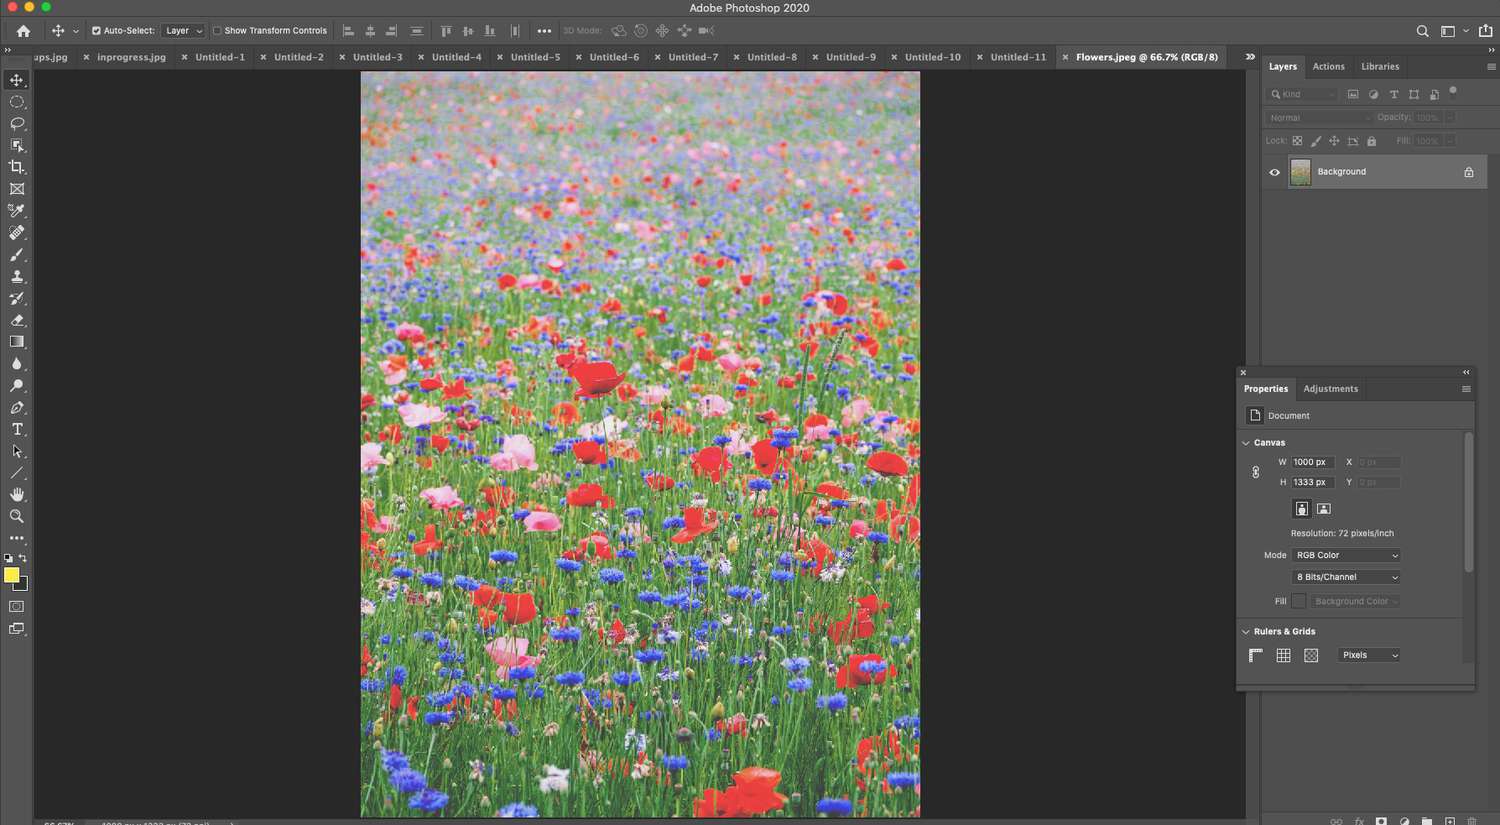 Adobe Photoshop 2020
Auto-Select: Layer Show Transform Controls 3D Mode:
ups.jpg inprogress.jpg Untitled-1 Untitled-2 Untitled-3 Untitled-4 Untitled-5 Untitled-6 Untitled-7 Untitled-8 Untitled-9 Untitled-10 Untitled-11 Flowers.jpeg @ 66.7% (RGB/8)
Layers Actions Libraries
Kind
Normal Opacity: 100%
Lock: Fill: 100%
Background
Properties Adjustments
Document
Canvas
W 1000 px X 0 px
H 1333 px Y 0 px
Resolution: 72 pixels/inch
Mode RGB Color
8 Bits/Channel
Fill Background Color
Rulers & Grids
Pixels